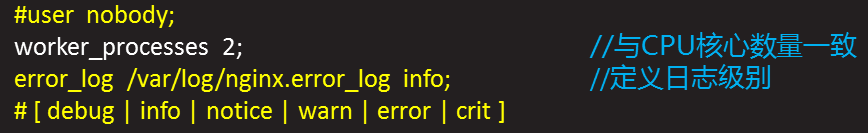 #user nobody;
worker_processes 2; //与CPU核心数量一致
error_log /var/log/nginx.error_log info; //定义日志级别
# [ debug | info | notice | warn | error | crit ]